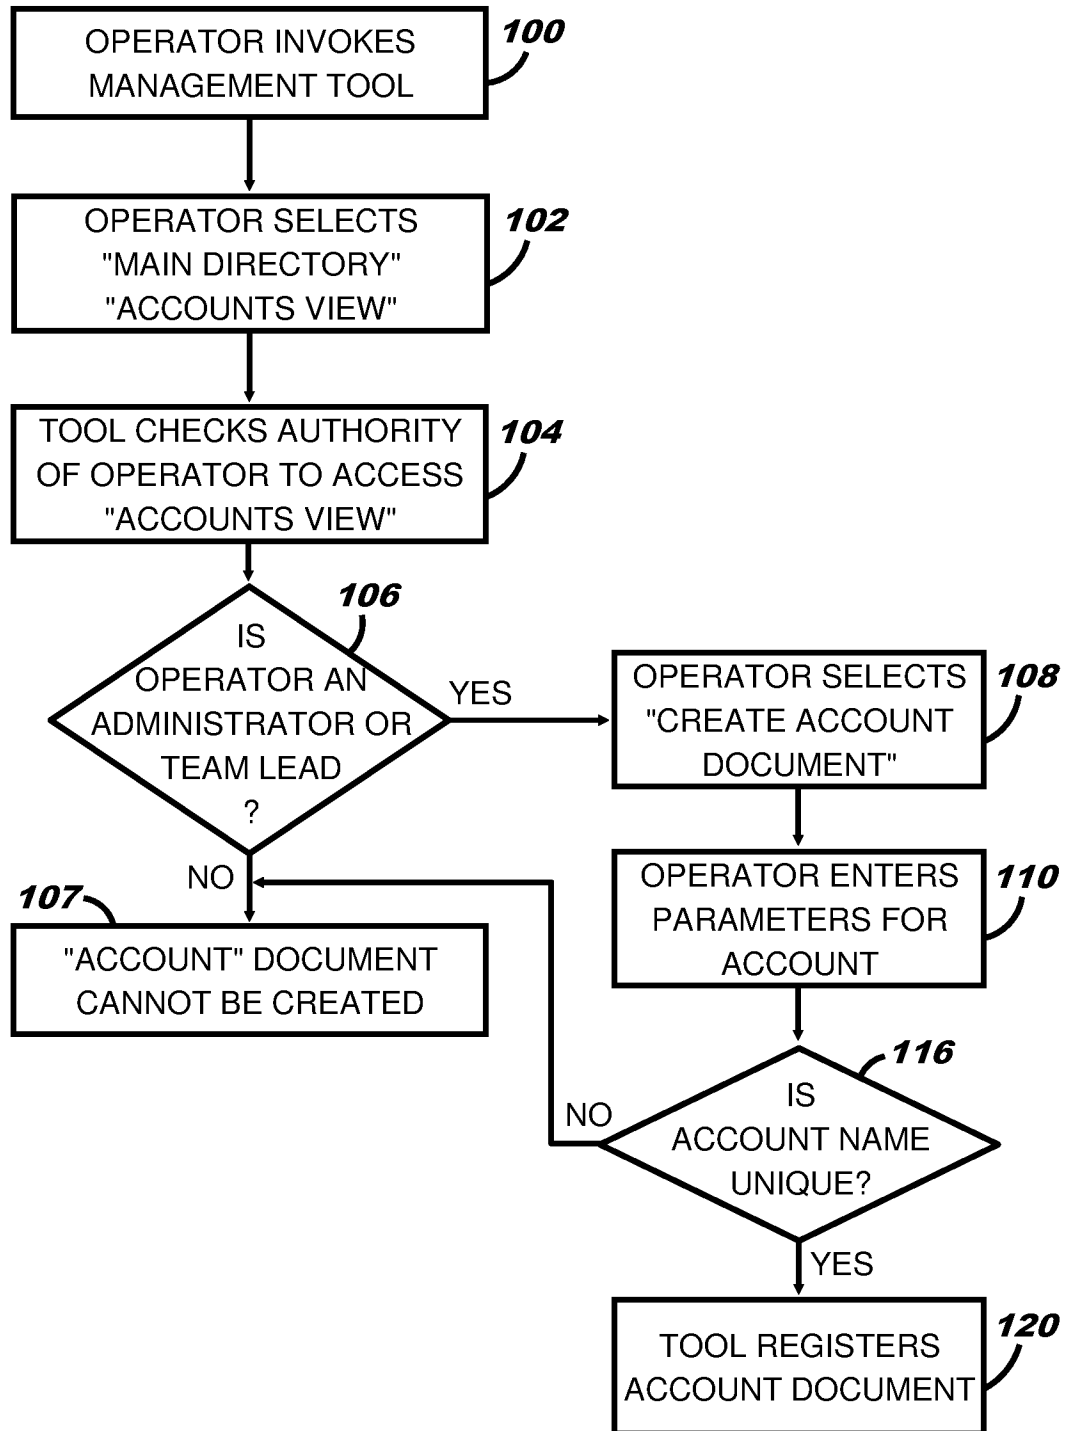 OPERATOR INVOKES
MANAGEMENT TOOL
100
OPERATOR SELECTS
"MAIN DIRECTORY"
"ACCOUNTS VIEW"
102
TOOL CHECKS AUTHORITY
OF OPERATOR TO ACCESS
"ACCOUNTS VIEW"
104
106
IS
OPERATOR AN
ADMINISTRATOR OR
TEAM LEAD
?
YES
NO
107
"ACCOUNT" DOCUMENT
CANNOT BE CREATED
OPERATOR SELECTS
"CREATE ACCOUNT
DOCUMENT"
108
OPERATOR ENTERS
PARAMETERS FOR
ACCOUNT
110
116
IS
ACCOUNT NAME
UNIQUE?
NO
YES
TOOL REGISTERS
ACCOUNT DOCUMENT
120